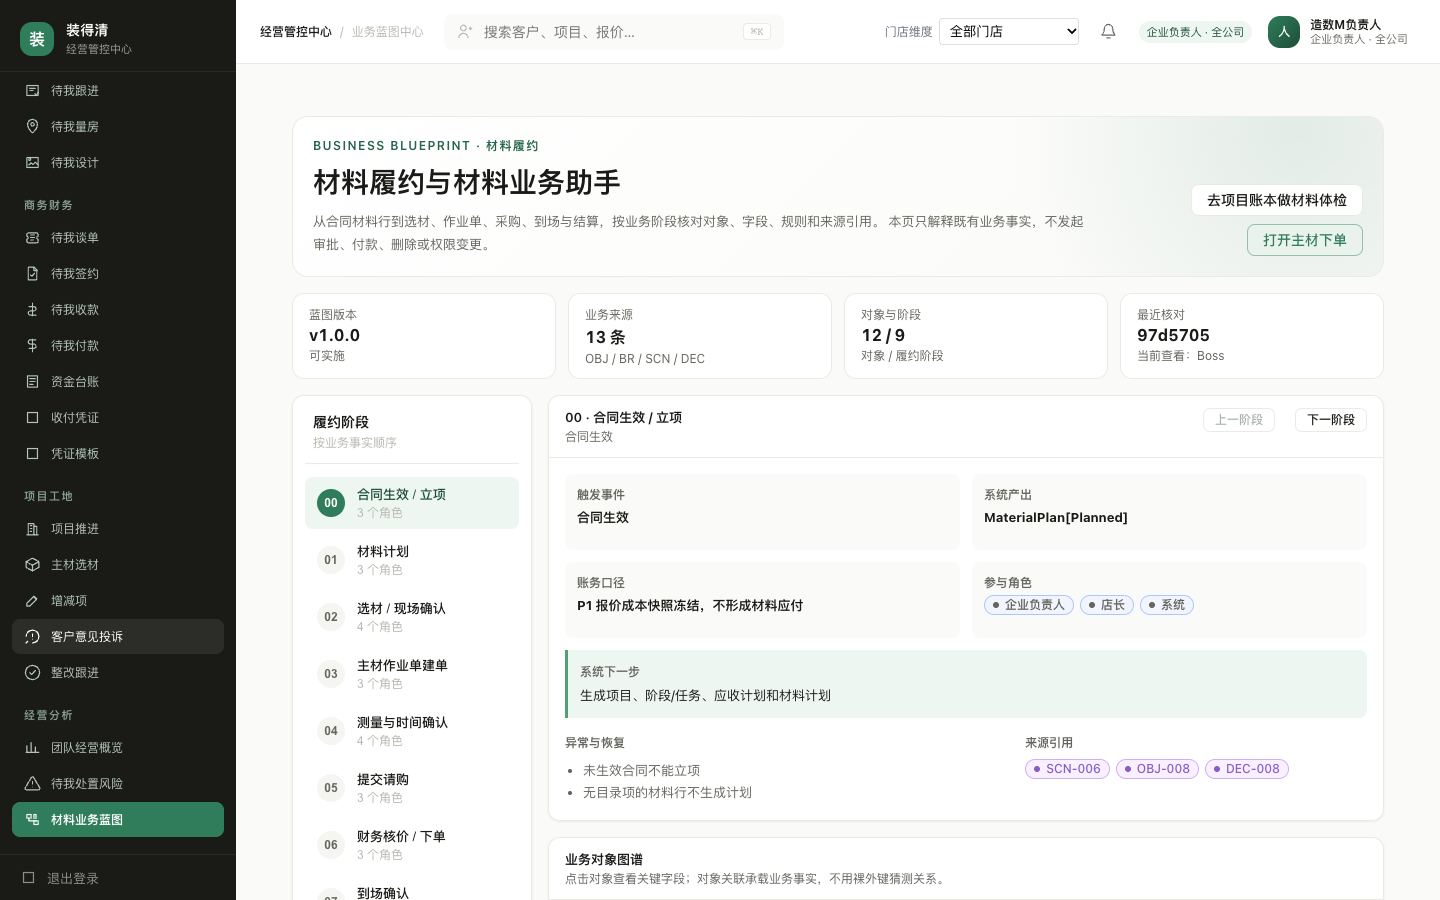 装
装得清
经营管控中心
待我跟进
待我量房
待我设计
商务财务
待我谈单
待我签约
待我收款
待我付款
资金台账
收付凭证
凭证模板
项目工地
项目推进
主材选材
增减项
客户意见投诉
整改跟进
经营分析
团队经营概览
待我处置风险
材料业务蓝图
退出登录
经营管控中心 / 业务蓝图中心
搜索客户、项目、报价...
⌘K
门店维度
全部门店
企业负责人 · 全公司
人
造数M负责人
企业负责人 · 全公司
BUSINESS BLUEPRINT · 材料履约
材料履约与材料业务助手
从合同材料行到选材、作业单、采购、到场与结算，按业务阶段核对对象、字段、规则和来源引用。 本页只解释既有业务事实，不发起
审批、付款、删除或权限变更。
去项目账本做材料体检
打开主材下单
蓝图版本
v1.0.0
可实施
业务来源
13 条
OBJ / BR / SCN / DEC
对象与阶段
12 / 9
对象 / 履约阶段
最近核对
97d5705
当前查看：Boss
履约阶段
按业务事实顺序
00
合同生效 / 立项
3 个角色
01
材料计划
3 个角色
02
选材 / 现场确认
4 个角色
03
主材作业单建单
3 个角色
04
测量与时间确认
4 个角色
05
提交请购
3 个角色
06
财务核价 / 下单
3 个角色
07
到场确认
00 · 合同生效 / 立项
合同生效
上一阶段
下一阶段
触发事件
合同生效
系统产出
MaterialPlan[Planned]
账务口径
P1 报价成本快照冻结，不形成材料应付
参与角色
企业负责人
店长
系统
系统下一步
生成项目、阶段/任务、应收计划和材料计划
异常与恢复
未生效合同不能立项
无目录项的材料行不生成计划
来源引用
SCN-006
OBJ-008
DEC-008
业务对象图谱
点击对象查看关键字段；对象关联承载业务事实，不用裸外键猜测关系。